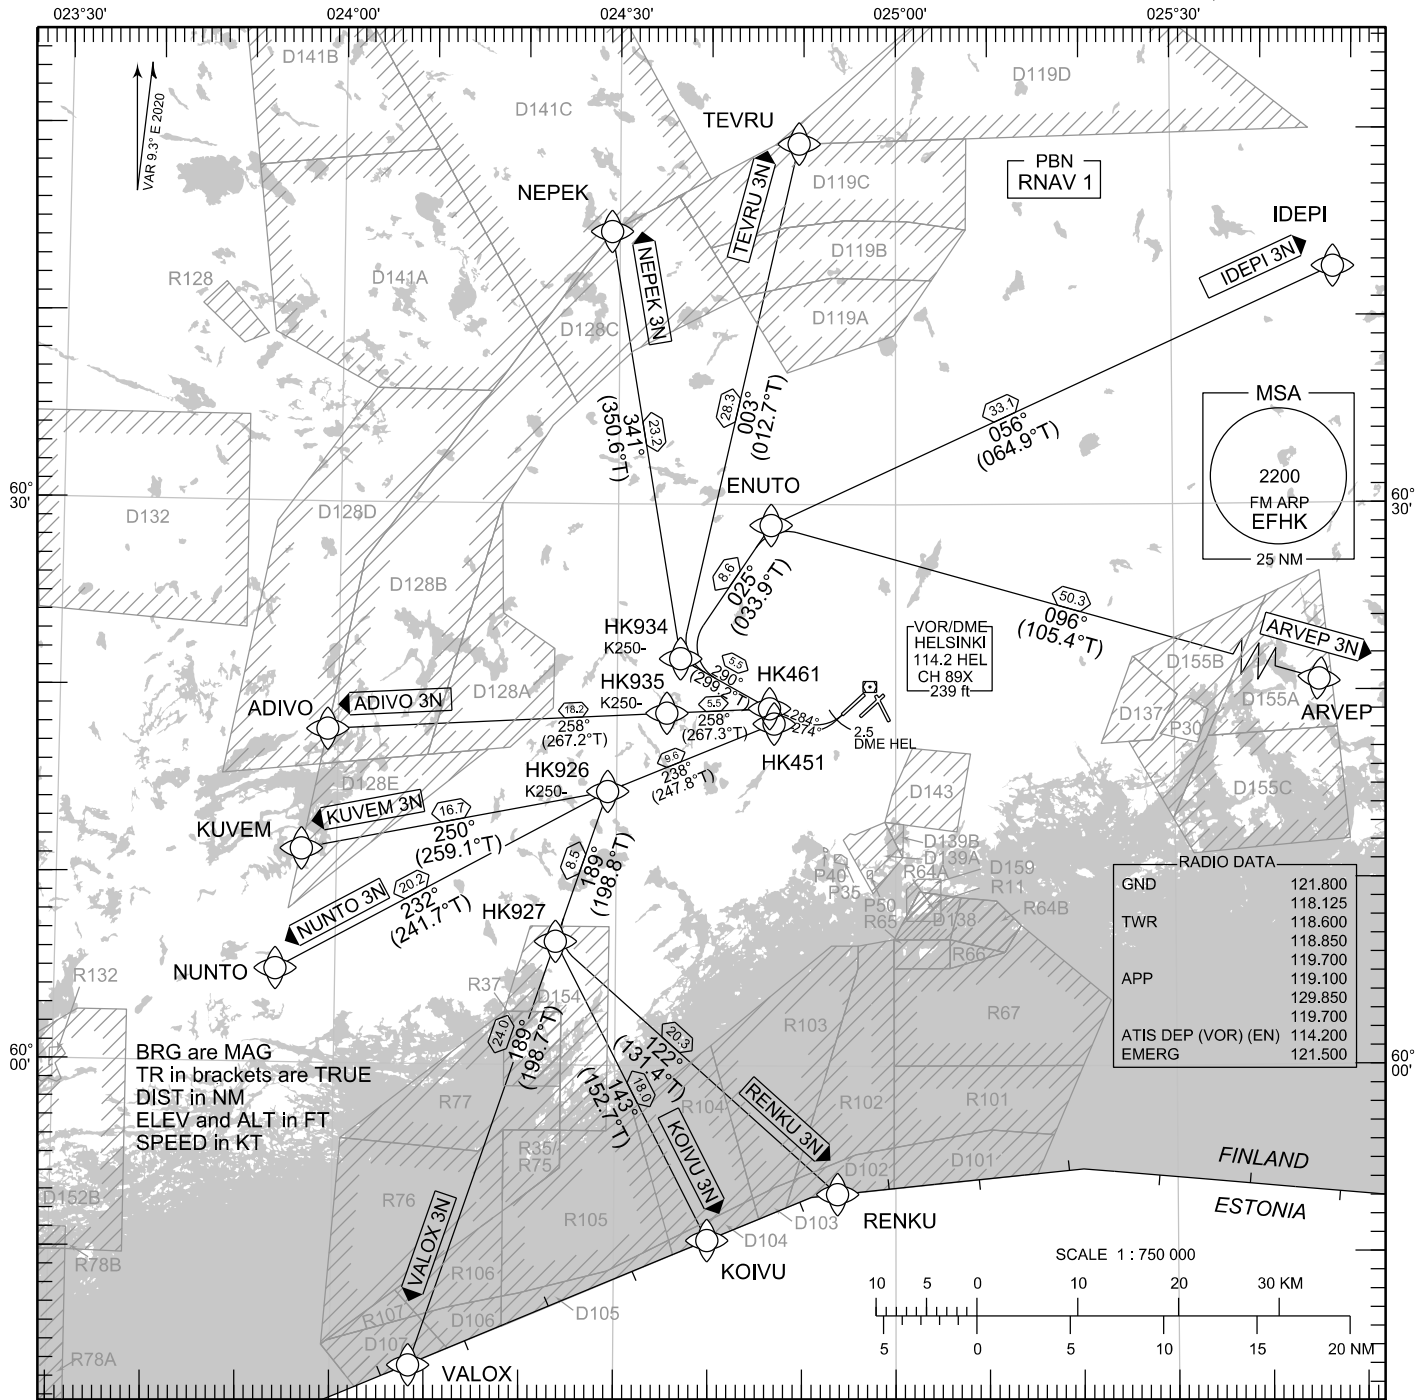 023°30'
024°00'
024°30'
025°00'
025°30'
VAR 9.3° E 2020
D141B
D141C
D119D
TEVRU
PBN
RNAV 1
NEPEK
TEVRU 3N
D119C
IDEPI
D119B
IDEPI 3N
R128
D141A
NEPEK 3N
D128C
D119A
MSA
2200
FM ARP
EFHK
25 NM
28.3
003°
(012.7°T)
23.2
341°
(350.6°T)
33.1
056°
(064.9°T)
60°
30'
60°
30'
ENUTO
D132
D128D
D128B
8.6
025°
(033.9°T)
50.3
096°
(105.4°T)
HK934
K250-
VOR/DME
HELSINKI
114.2 HEL
CH 89X
239 ft
ARVEP 3N
D155B
5.5
290°
(299.2°T)
HK461
HK935
K250-
D128A
D155A
D137
P30
ARVEP
ADIVO
ADIVO 3N
18.2
258°
(267.2°T)
5.5
258°
(267.3°T)
284°
274°
2.5
DME HEL
HK451
HK926
K250-
9.6
238°
(247.8°T)
D128E
D143
D155C
KUVEM 3N
KUVEM
16.7
250°
(259.1°T)
D139B
D139A
P40
P35
R64A
D159
R11
8.5
189°
(198.8°T)
RADIO DATA
GND 121.800
118.125
TWR 118.600
118.850
119.700
APP 119.100
129.850
119.700
ATIS DEP (VOR) (EN) 114.200
EMERG 121.500
20.2
232°
(241.7°T)
NUNTO 3N
NUNTO
HK927
P50
R65
D138
R64B
R66
R132
R37
D154
R103
R67
24.0
189°
(198.7°T)
20.3
122°
(131.4°T)
18.0
143°
(152.7°T)
60°
00'
60°
00'
BRG are MAG
TR in brackets are TRUE
DIST in NM
ELEV and ALT in FT
SPEED in KT
R77
R104
R102
R101
RENKU 3N
KOIVU 3N
R35/
R75
D102
D101
FINLAND
ESTONIA
D152B
R76
R105
D103
RENKU
D104
KOIVU
R78B
VALOX 3N
R106
R107
D106
D105
D107
R78A
VALOX
SCALE 1 : 750 000
10 5 0 10 20 30 KM
5 0 5 10 15 20 NM